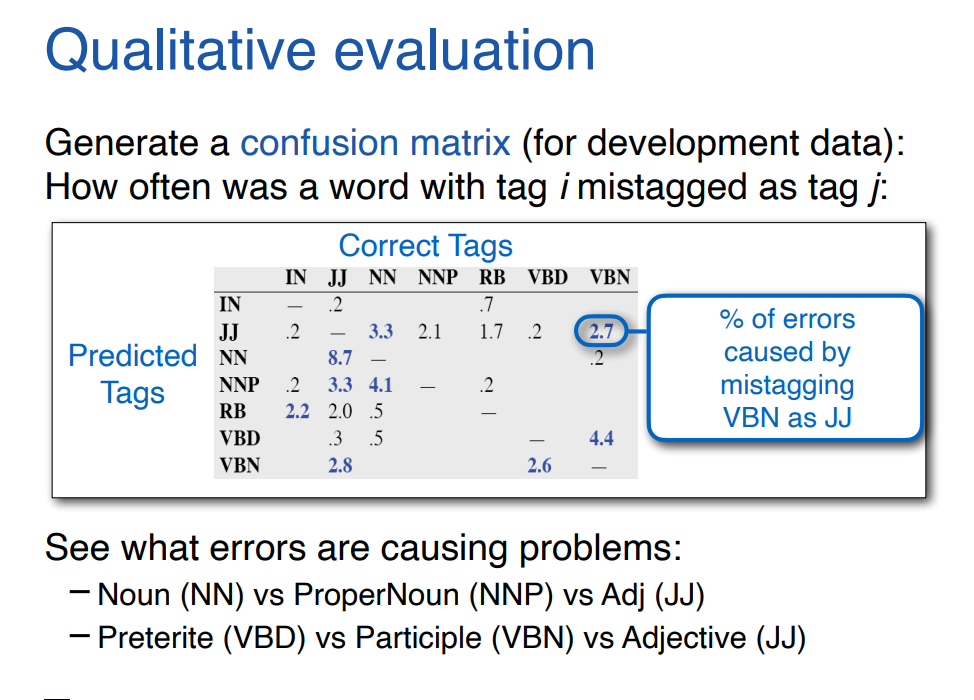 Qualitative evaluation
Generate a confusion matrix (for development data):
How often was a word with tag i mistagged as tag j:
Correct Tags
IN JJ NN NNP RB VBD VBN
IN — .2 .7
JJ .2 — 3.3 2.1 1.7 .2 2.7
NN 8.7 — .2
NNP .2 3.3 4.1 — .2
RB 2.2 2.0 .5 —
VBD .3 .5 — 4.4
VBN 2.8 2.6 —
Predicted
Tags
% of errors
caused by
mistagging
VBN as JJ
See what errors are causing problems:
– Noun (NN) vs ProperNoun (NNP) vs Adj (JJ)
– Preterite (VBD) vs Participle (VBN) vs Adjective (JJ)